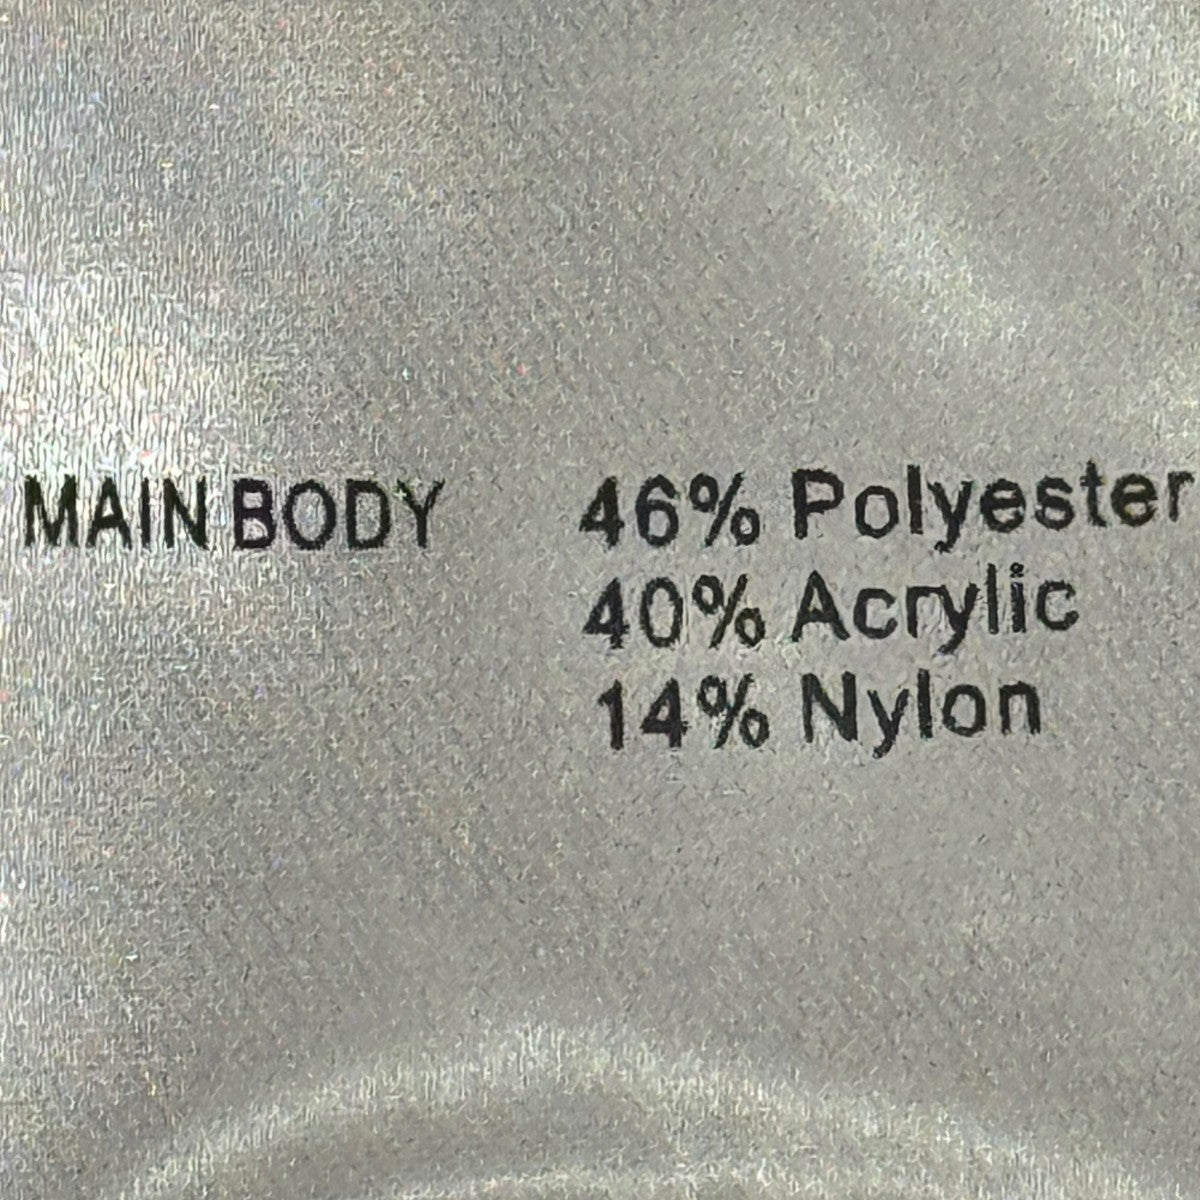 MAIN BODY 46% Polyester
40% Acrylic
14% Nylon